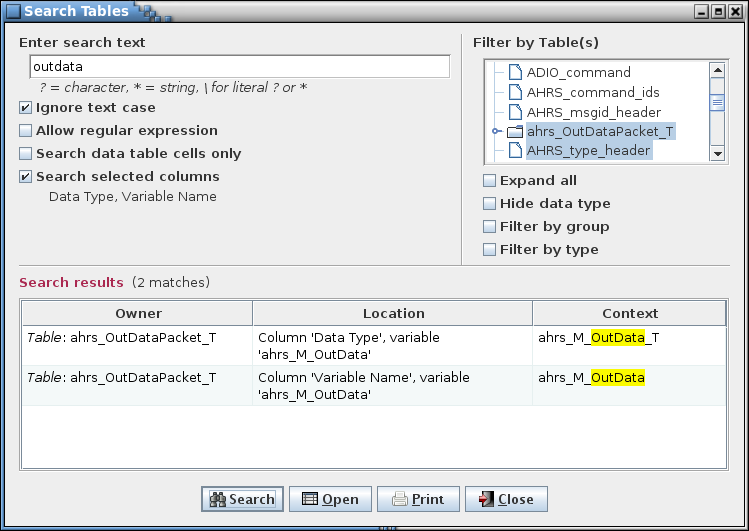 Search Tables
Enter search text
outdata
? = character, * = string, \ for literal ? or *
Ignore text case
Allow regular expression
Search data table cells only
Search selected columns
Data Type, Variable Name
Filter by Table(s)
ADIO_command
AHRS_command_ids
AHRS_msgid_header
ahrs_OutDataPacket_T
AHRS_type_header
Expand all
Hide data type
Filter by group
Filter by type
Search results (2 matches)
Owner Location Context
Table: ahrs_OutDataPacket_T Column 'Data Type', variable ahrs_M_OutData_T
'ahrs_M_OutData'
Table: ahrs_OutDataPacket_T Column 'Variable Name', variable ahrs_M_OutData
'ahrs_M_OutData'
Search Open Print Close